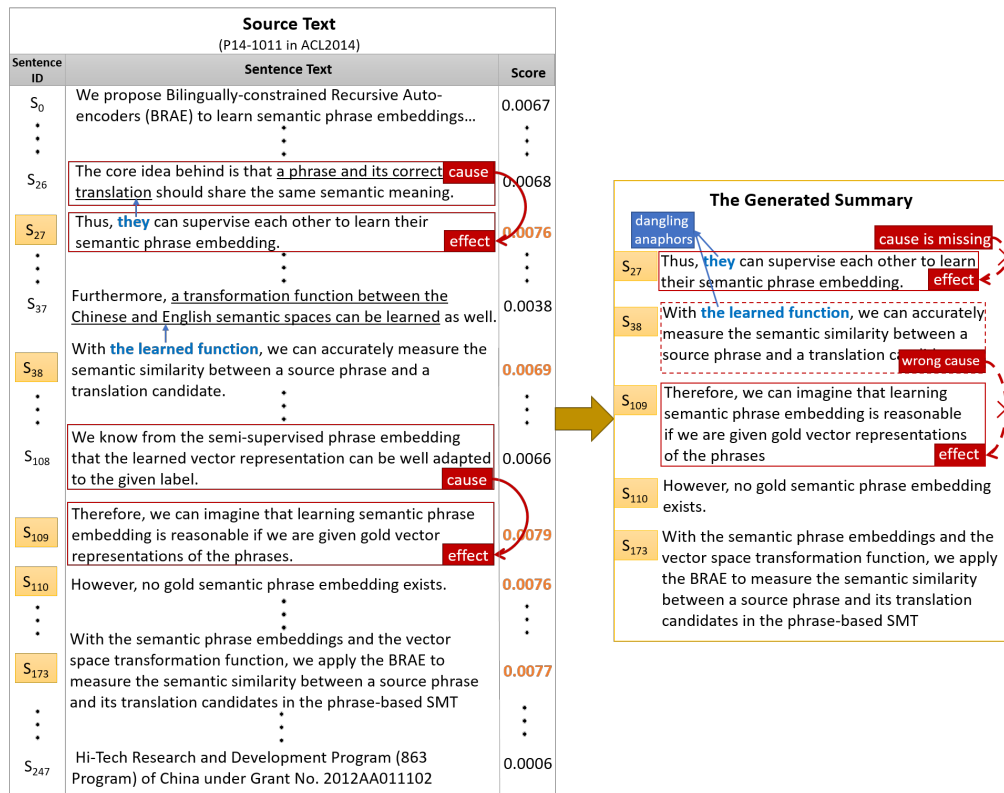 Source Text
(P14-1011 in ACL2014)
Sentence ID Sentence Text Score
S0 We propose Bilingually-constrained Recursive Auto-
encoders (BRAE) to learn semantic phrase embeddings... 0.0067
S26 The core idea behind is that a phrase and its correct cause
translation should share the same semantic meaning. 0.0068
S27 Thus, they can supervise each other to learn their 0.0076
semantic phrase embedding. effect
S37 Furthermore, a transformation function between the 0.0038
Chinese and English semantic spaces can be learned as well.
S38 With the learned function, we can accurately measure the
semantic similarity between a source phrase and a 0.0069
translation candidate.
S108 We know from the semi-supervised phrase embedding
that the learned vector representation can be well adapted 0.0066
to the given label. cause
S109 Therefore, we can imagine that learning semantic phrase
embedding is reasonable if we are given gold vector 0.0079
representations of the phrases. effect
S110 However, no gold semantic phrase embedding exists. 0.0076
S173 With the semantic phrase embeddings and the vector
space transformation function, we apply the BRAE to
measure the semantic similarity between a source phrase 0.0077
and its translation candidates in the phrase-based SMT
S247 Hi-Tech Research and Development Program (863
Program) of China under Grant No. 2012AA011102 0.0006
The Generated Summary
dangling
anaphors
cause is missing
S27 Thus, they can supervise each other to learn
their semantic phrase embedding. effect
S38 With the learned function, we can accurately
measure the semantic similarity between a
source phrase and a translation
wrong cause
S109 Therefore, we can imagine that learning
semantic phrase embedding is reasonable
if we are given gold vector representations
of the phrases effect
S110 However, no gold semantic phrase embedding
exists.
S173 With the semantic phrase embeddings and the
vector space transformation function, we apply
the BRAE to measure the semantic similarity
between a source phrase and its translation
candidates in the phrase-based SMT